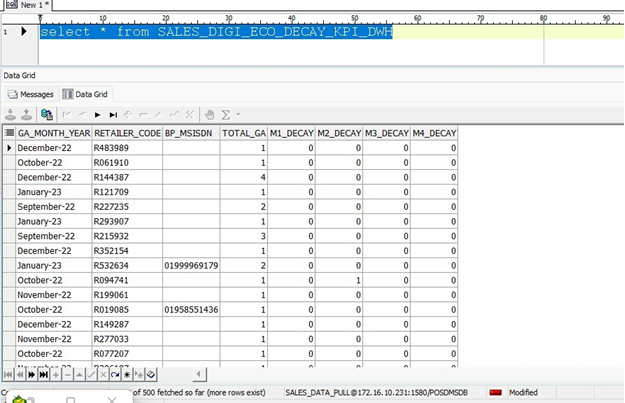 New 1 *
0 10 20 30 40 50 60 70 80 90
1 select * from SALES_DIGI_ECO_DECAY_KPI_DWH
Data Grid
Messages Data Grid
GA_MONTH_YEAR RETAILER_CODE BP_MSISDN TOTAL_GA M1_DECAY M2_DECAY M3_DECAY M4_DECAY
December-22 R483989 1 0 0 0 0
October-22 R061910 1 0 0 0 0
December-22 R144387 4 0 0 0 0
January-23 R121709 1 0 0 0 0
September-22 R227235 2 0 0 0 0
January-23 R293907 1 0 0 0 0
September-22 R215932 3 0 0 0 0
December-22 R352154 1 0 0 0 0
January-23 R532634 01999969179 2 0 0 0 0
October-22 R094741 1 0 1 0 0
November-22 R199061 1 0 0 0 0
October-22 R019085 01958551436 1 0 0 0 0
December-22 R149287 1 0 0 0 0
November-22 R277033 1 0 0 0 0
October-22 R077207 1 0 0 0 0
of 500 fetched so far (more rows exist) SALES_DATA_PULL@172.16.10.231:1580/POSDMSDB Modified